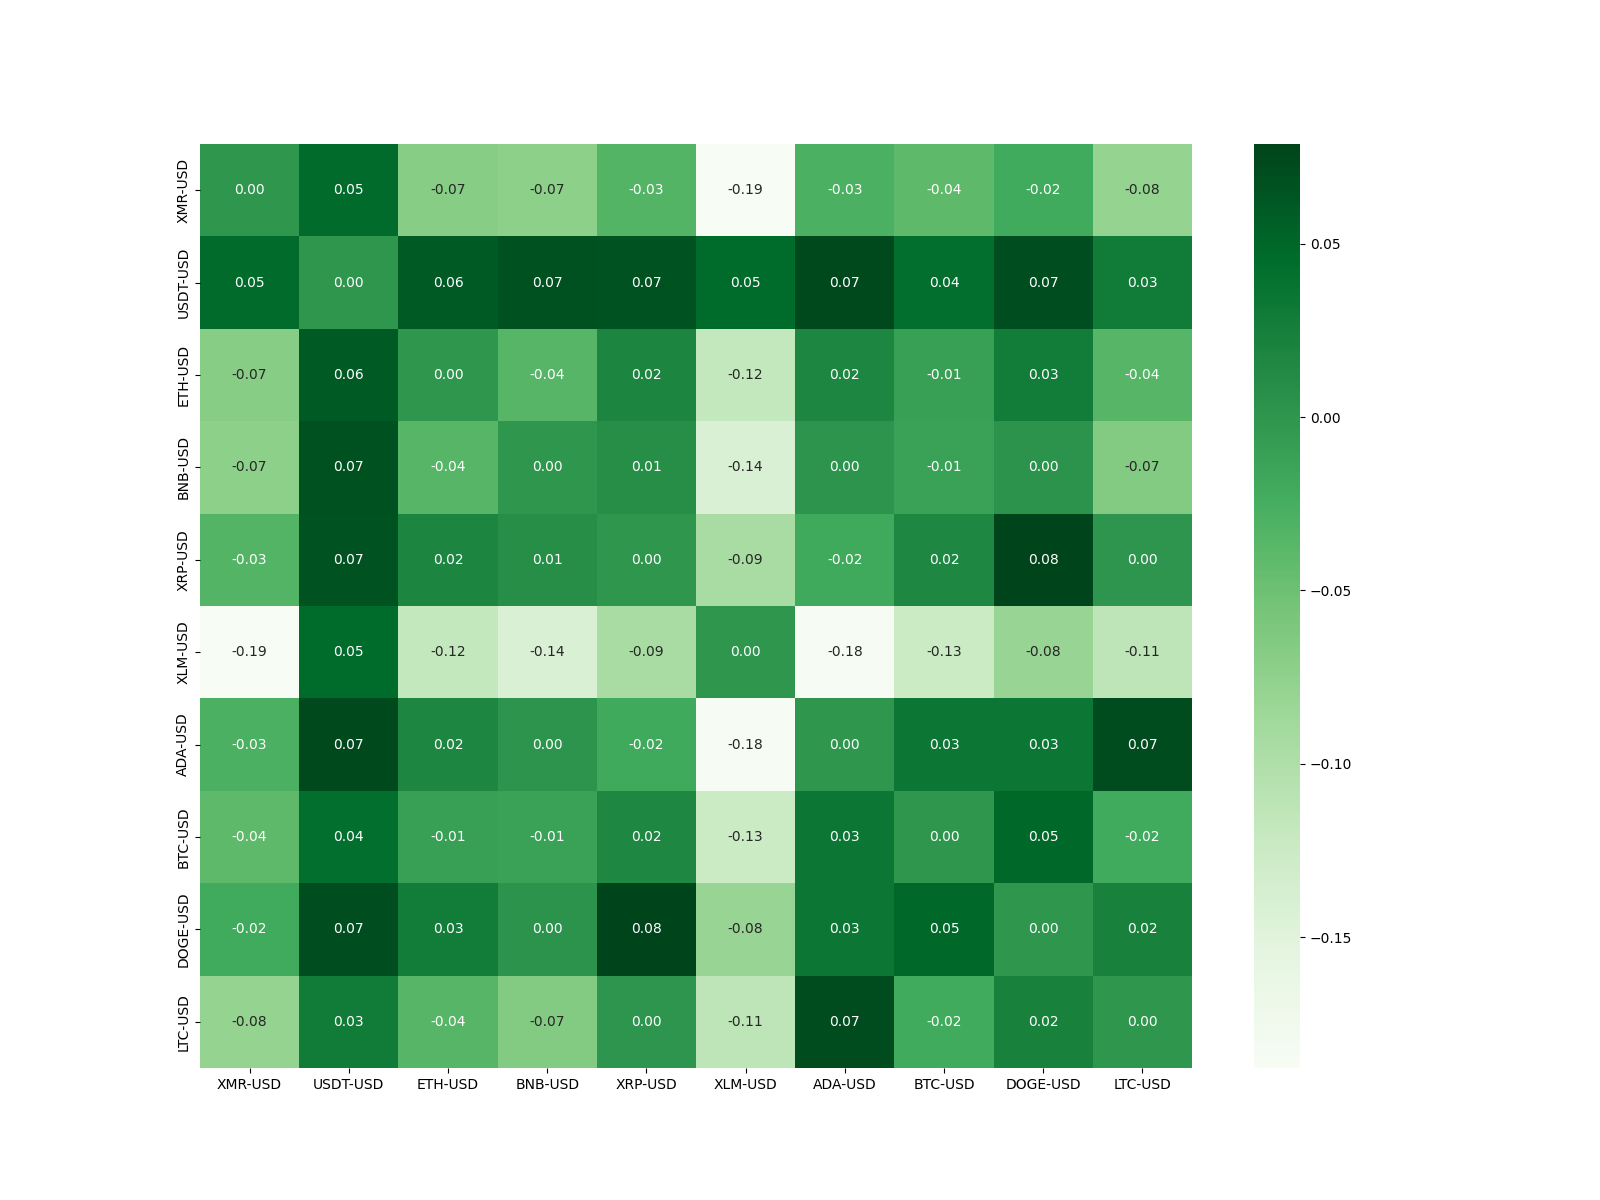 XMR-USD 0.00 0.05 -0.07 -0.07 -0.03 -0.19 -0.03 -0.04 -0.02 -0.08
USDT-USD 0.05 0.00 0.06 0.07 0.07 0.05 0.07 0.04 0.07 0.03
ETH-USD -0.07 0.06 0.00 -0.04 0.02 -0.12 0.02 -0.01 0.03 -0.04
BNB-USD -0.07 0.07 -0.04 0.00 0.01 -0.14 0.00 -0.01 0.00 -0.07
XRP-USD -0.03 0.07 0.02 0.01 0.00 -0.09 -0.02 0.02 0.08 0.00
XLM-USD -0.19 0.05 -0.12 -0.14 -0.09 0.00 -0.18 -0.13 -0.08 -0.11
ADA-USD -0.03 0.07 0.02 0.00 -0.02 -0.18 0.00 0.03 0.03 0.07
BTC-USD -0.04 0.04 -0.01 -0.01 0.02 -0.13 0.03 0.00 0.05 -0.02
DOGE-USD -0.02 0.07 0.03 0.00 0.08 -0.08 0.03 0.05 0.00 0.02
LTC-USD -0.08 0.03 -0.04 -0.07 0.00 -0.11 0.07 -0.02 0.02 0.00
XMR-USD USDT-USD ETH-USD BNB-USD XRP-USD XLM-USD ADA-USD BTC-USD DOGE-USD LTC-USD
0.05
0.00
−0.05
−0.10
−0.15